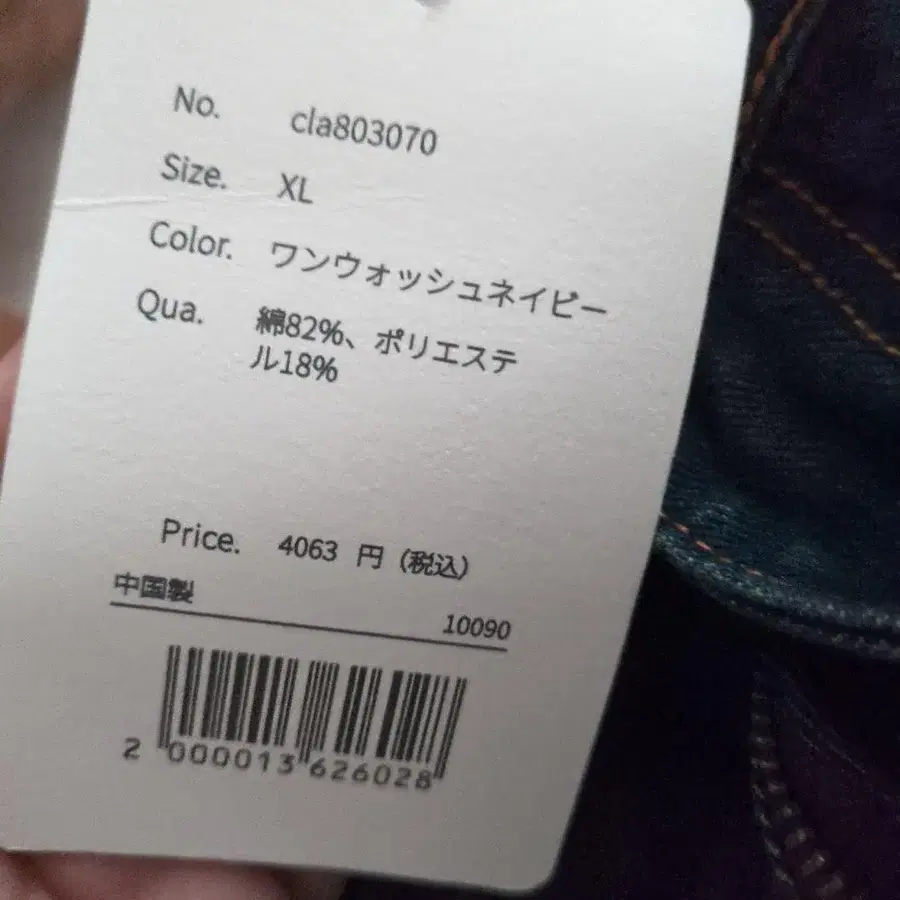 No. cla803070
Size. XL
Color. ワンウォッシュネイビー
Qua. 綿82%、ポリエステ
ル18%
Price. 4063 円 (税込)
中国製
10090
2 000013 626028